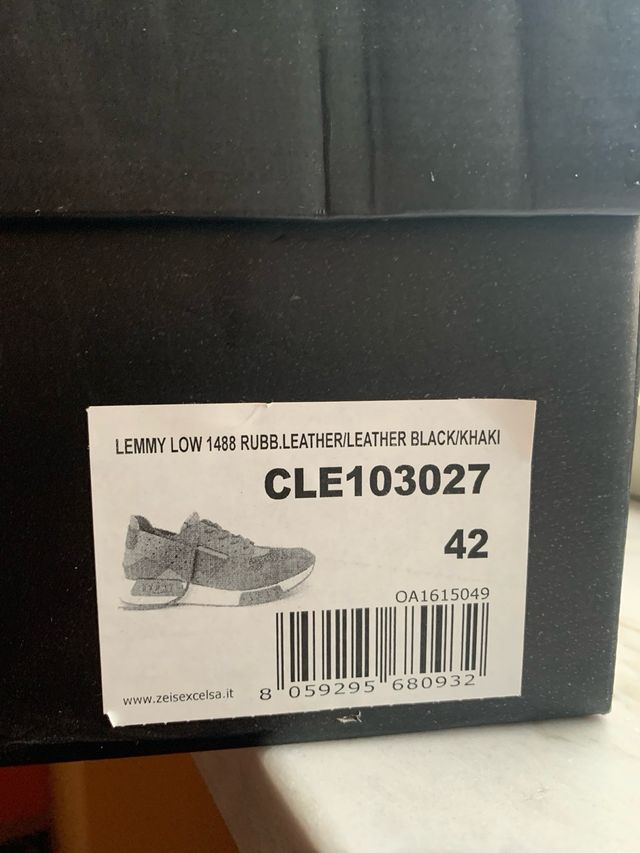 LEMMY LOW 1488 RUBB.LEATHER/LEATHER BLACK/KHAKI
CLE103027
42
OA1615049
www.zeisexcelsa.it
8 059295 680932